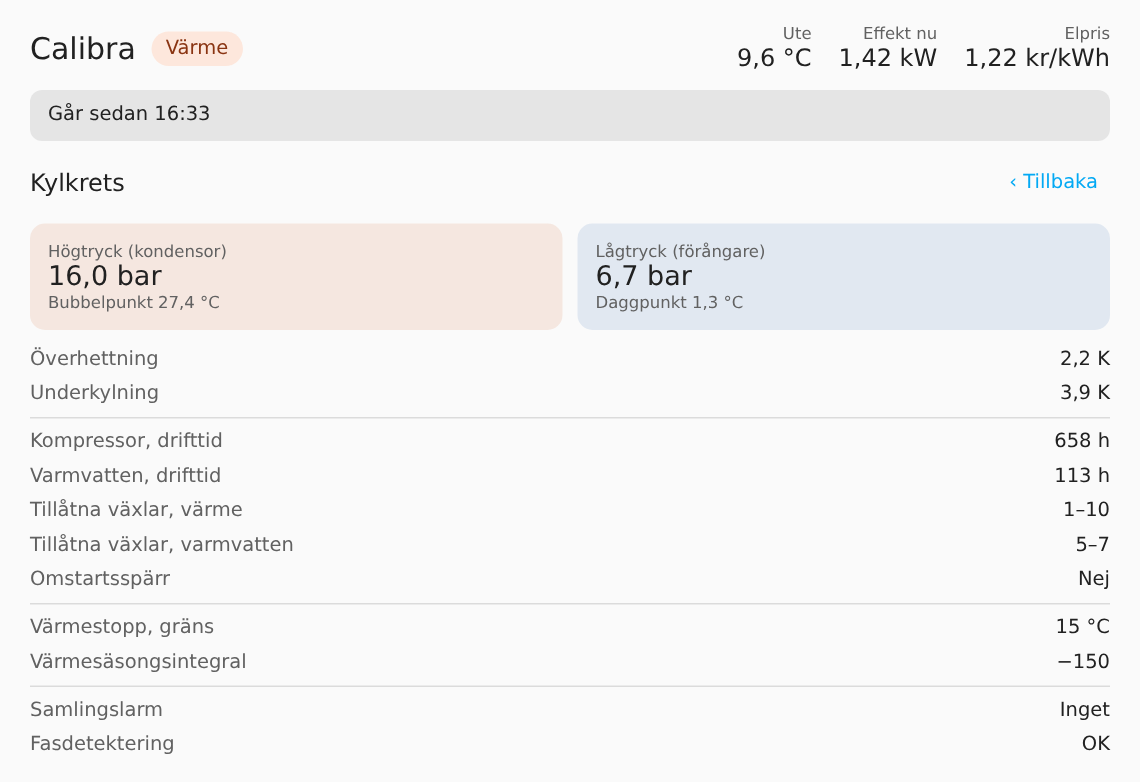 Calibra Värme
Ute Effekt nu Elpris
9,6 °C 1,42 kW 1,22 kr/kWh
Går sedan 16:33
Kylkrets ‹ Tillbaka
Högtryck (kondensor)
16,0 bar
Bubbelpunkt 27,4 °C
Lågtryck (förångare)
6,7 bar
Daggpunkt 1,3 °C
Överhettning 2,2 K
Underkylning 3,9 K
Kompressor, drifttid 658 h
Varmvatten, drifttid 113 h
Tillåtna växlar, värme 1–10
Tillåtna växlar, varmvatten 5–7
Omstartsspärr Nej
Värmestopp, gräns 15 °C
Värmesäsongsintegral −150
Samlingslarm Inget
Fasdetektering OK